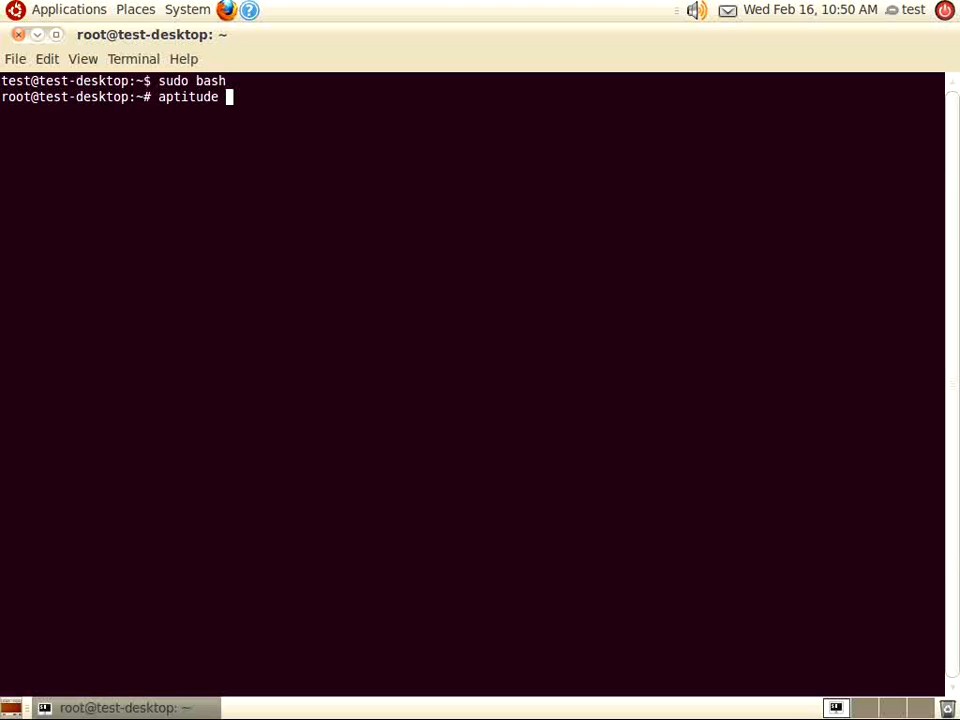 Applications Places System Wed Feb 16, 10:50 AM test
root@test-desktop: ~
File Edit View Terminal Help
test@test-desktop:~$ sudo bash
root@test-desktop:~# aptitude
root@test-desktop: ~